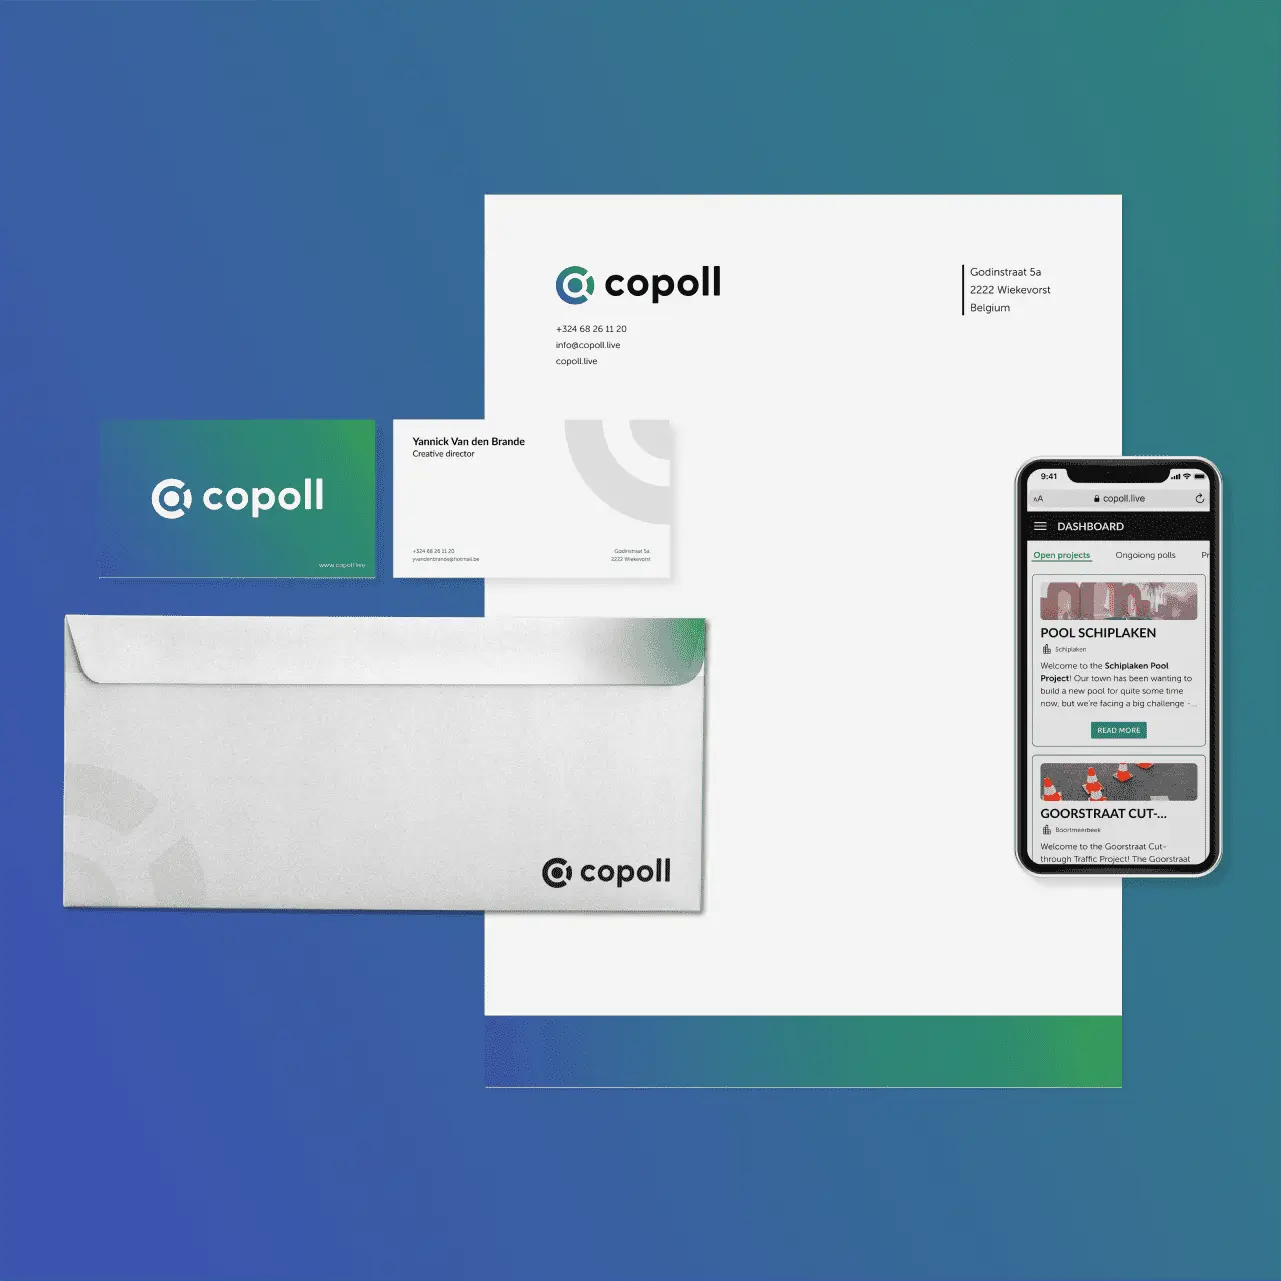 copoll
+324 68 26 11 20
info@copoll.live
copoll.live
Godinstraat 5a
2222 Wiekevorst
Belgium
copoll
www.copoll.live
Yannick Van den Brande
Creative director
+324 68 26 11 20
yvandenbrande@hotmail.be
Godinstraat 5a
2222 Wiekevorst
copoll
9:41
AA
copoll.live
DASHBOARD
Open projects
Ongoiong polls
Pr
POOL SCHIPLAKEN
Schiplaken
Welcome to the Schiplaken Pool
Project! Our town has been wanting to
build a new pool for quite some time
now, but we're facing a big challenge -...
READ MORE
GOORSTRAAT CUT-...
Boortmeerbeek
Welcome to the Goorstraat Cut-
through Traffic Project! The Goorstraat